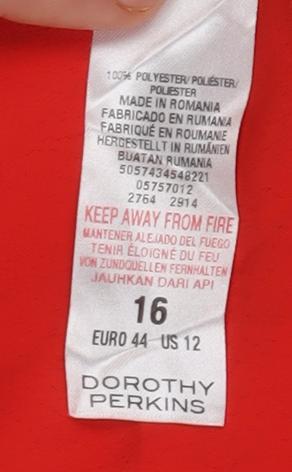 100% POLYESTER/ POLIÉSTER/
POLIESTER
MADE IN ROMANIA
FABRICADO EN RUMANIA
FABRIQUÉ EN ROUMANIE
HERGESTELLT IN RUMÄNIEN
BUATAN RUMANIA
5057434548221
05757012
2764 2914
KEEP AWAY FROM FIRE
MANTENER ALEJADO DEL FUEGO
TENIR ÉLOIGNÉ DU FEU
VON ZUNDQUELLEN FERNHALTEN
JAUHKAN DARI API
16
EURO 44 US 12
DOROTHY
PERKINS